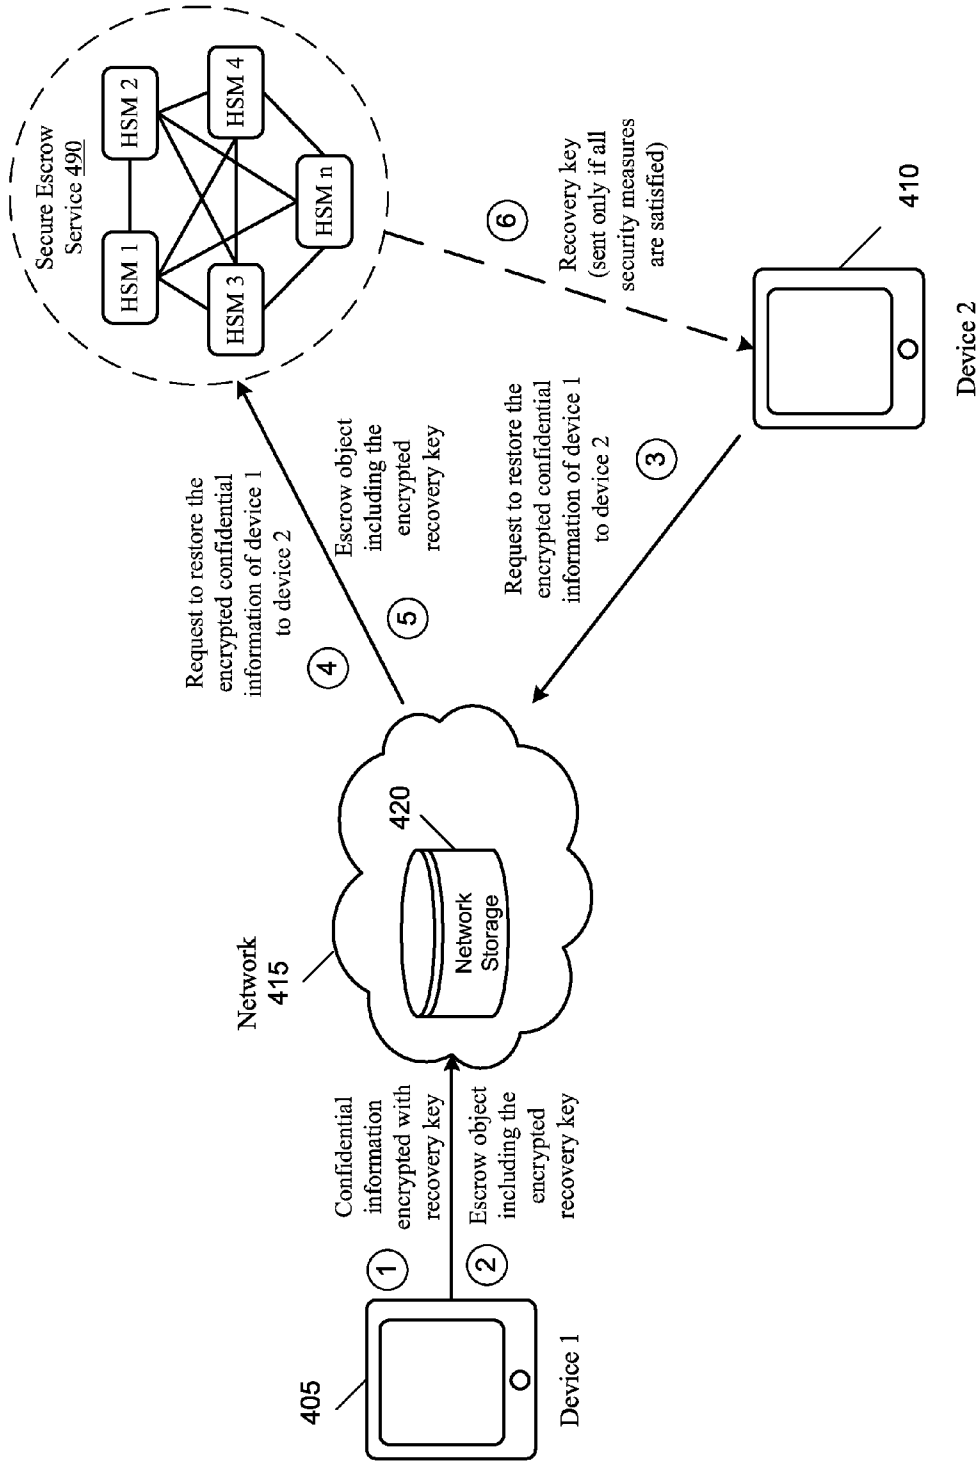 Secure Escrow
Service 490
HSM 1
HSM 2
HSM 3
HSM 4
HSM n
Request to restore the
encrypted confidential
information of device 1
to device 2
4
5
Escrow object
including the
encrypted
recovery key
6
Recovery key
(sent only if all
security measures
are satisfied)
Network
415
420
Network
Storage
Request to restore the
encrypted confidential
information of device 1
to device 2
3
410
Device 2
405
Device 1
1
Confidential
information
encrypted with
recovery key
2
Escrow object
including the
encrypted
recovery key